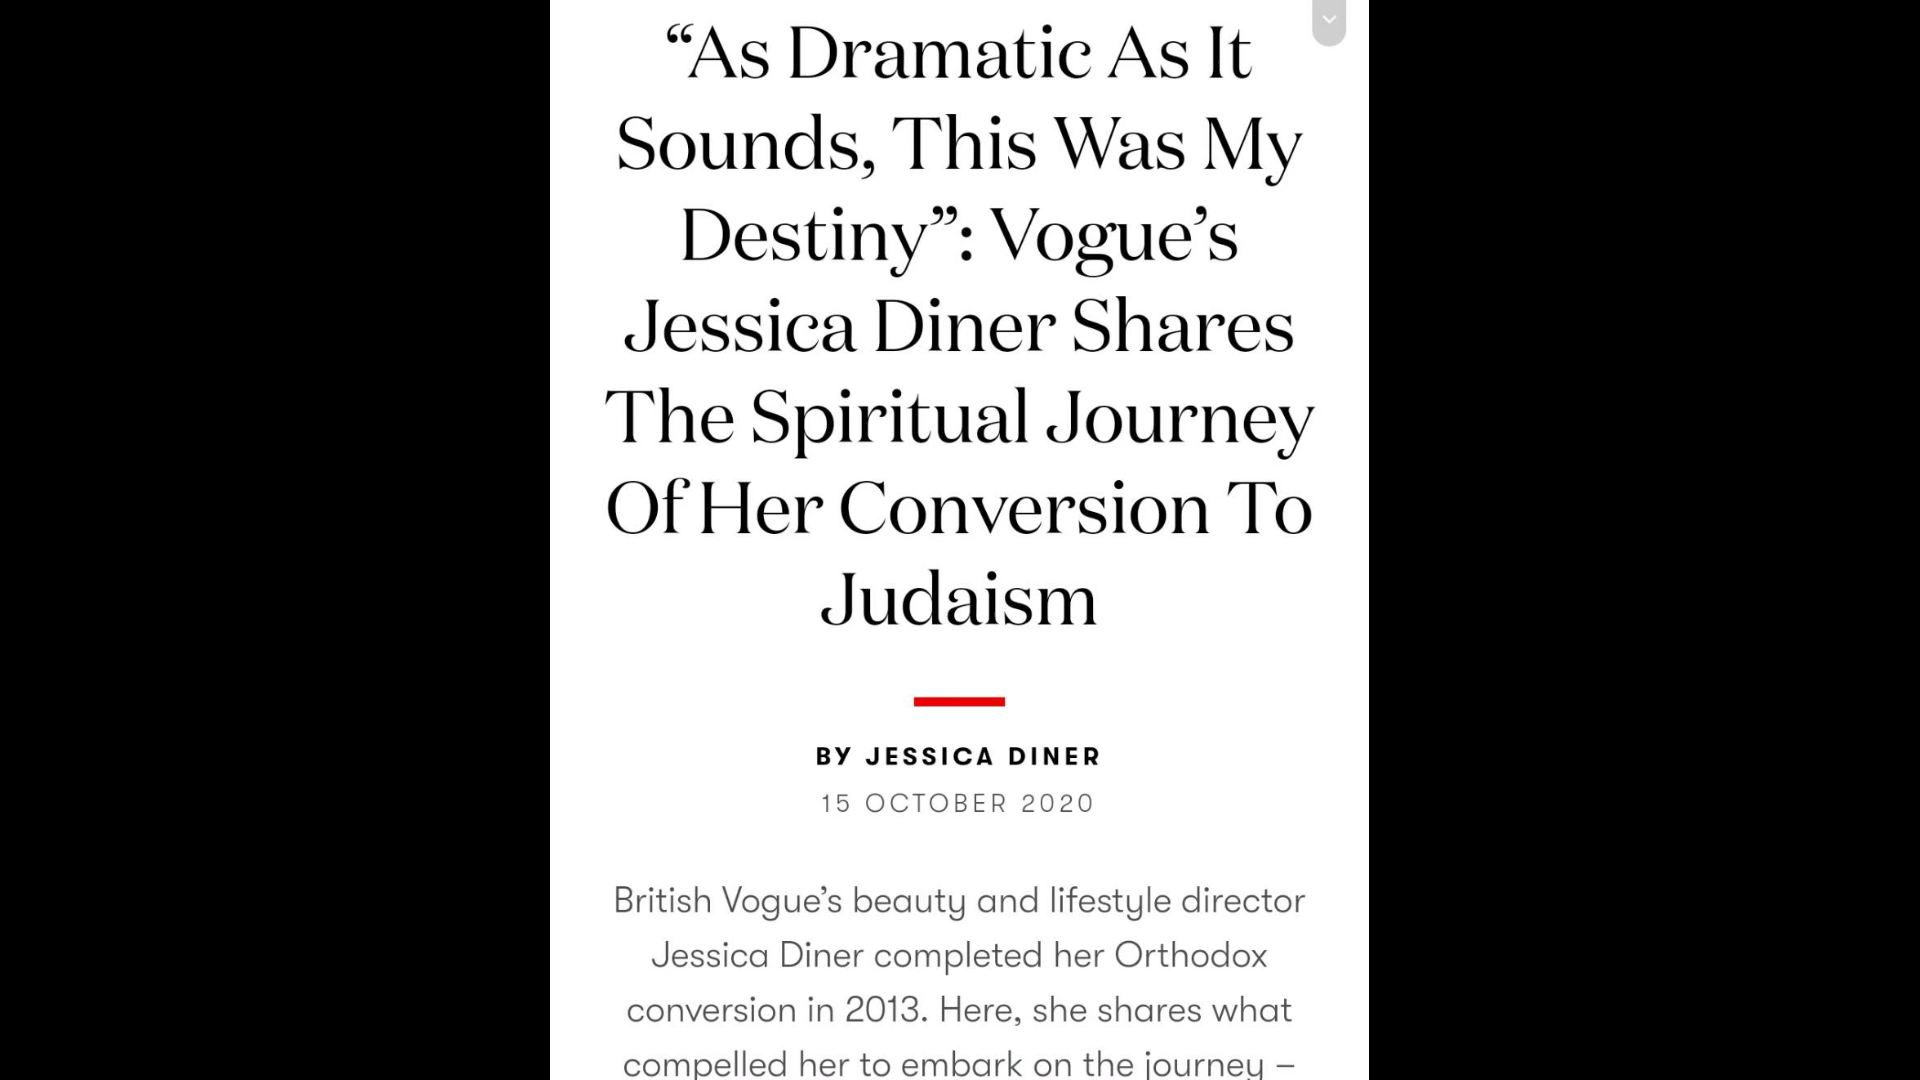 “As Dramatic As It
Sounds, This Was My
Destiny”: Vogue’s
Jessica Diner Shares
The Spiritual Journey
Of Her Conversion To
Judaism
BY JESSICA DINER
15 OCTOBER 2020
British Vogue’s beauty and lifestyle director
Jessica Diner completed her Orthodox
conversion in 2013. Here, she shares what
compelled her to embark on the journey –